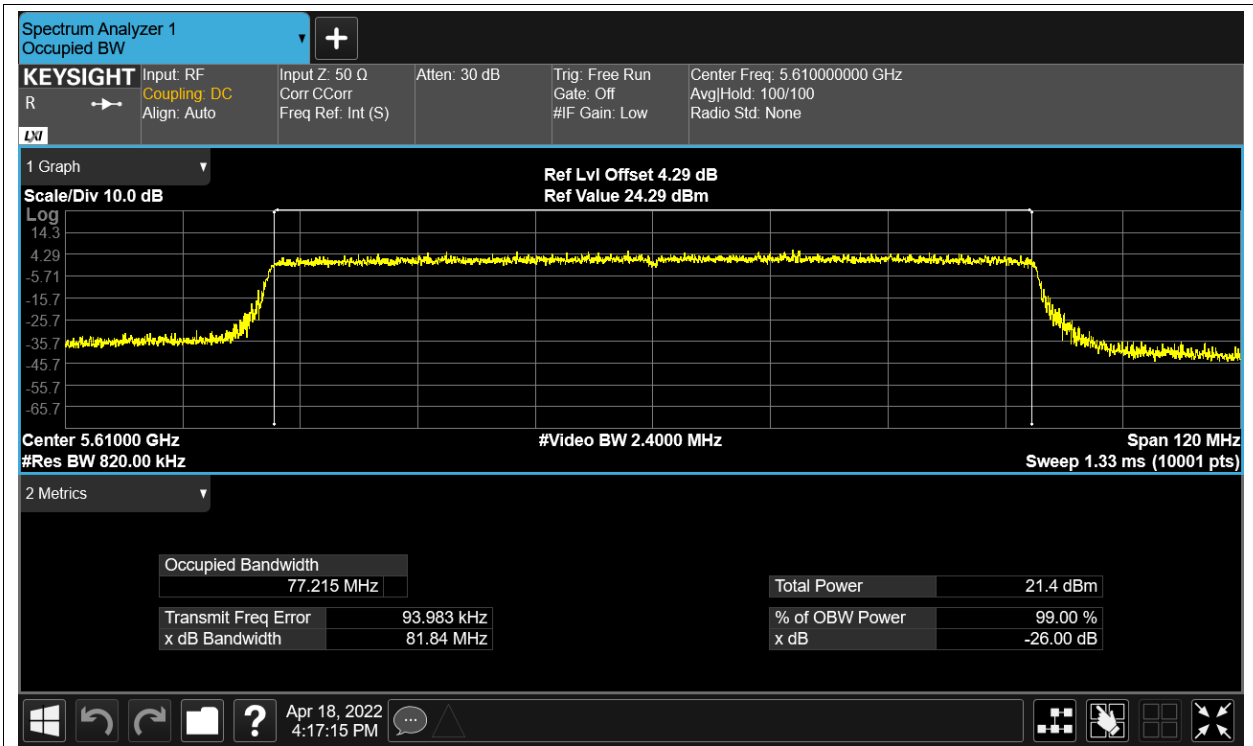 Spectrum Analyzer 1
Occupied BW
KEYSIGHT
R
LXI
Input: RF
Coupling: DC
Align: Auto
Input Z: 50 Ω
Corr CCorr
Freq Ref: Int (S)
Atten: 30 dB
Trig: Free Run
Gate: Off
#IF Gain: Low
Center Freq: 5.610000000 GHz
Avg|Hold: 100/100
Radio Std: None
1 Graph
Scale/Div 10.0 dB
Ref Lvl Offset 4.29 dB
Ref Value 24.29 dBm
Log
14.3
4.29
-5.71
-15.7
-25.7
-35.7
-45.7
-55.7
-65.7
Center 5.61000 GHz
#Video BW 2.4000 MHz
Span 120 MHz
#Res BW 820.00 kHz
Sweep 1.33 ms (10001 pts)
2 Metrics
Occupied Bandwidth
77.215 MHz
Transmit Freq Error 93.983 kHz
x dB Bandwidth 81.84 MHz
Total Power 21.4 dBm
% of OBW Power 99.00 %
x dB -26.00 dB
?
Apr 18, 2022
4:17:15 PM